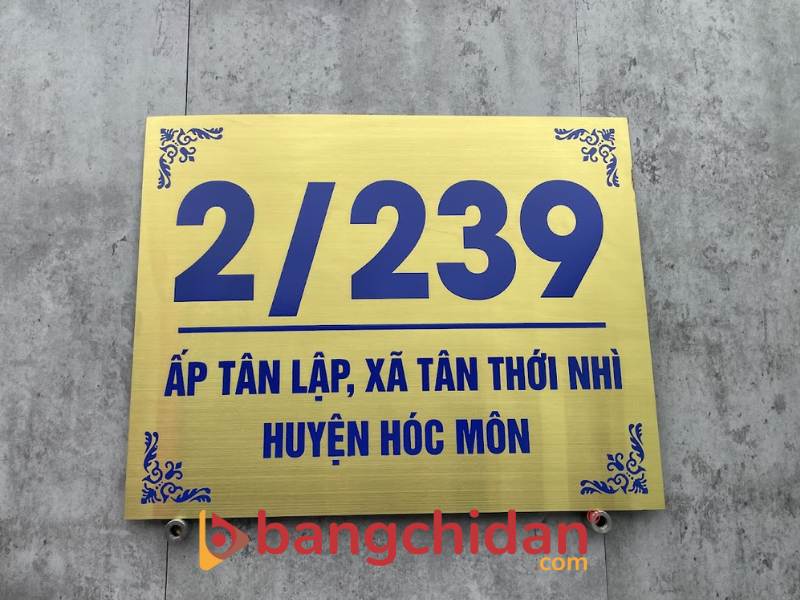 2/239
ẤP TÂN LẬP, XÃ TÂN THỚI NHÌ
HUYỆN HÓC MÔN
bangchidan
com